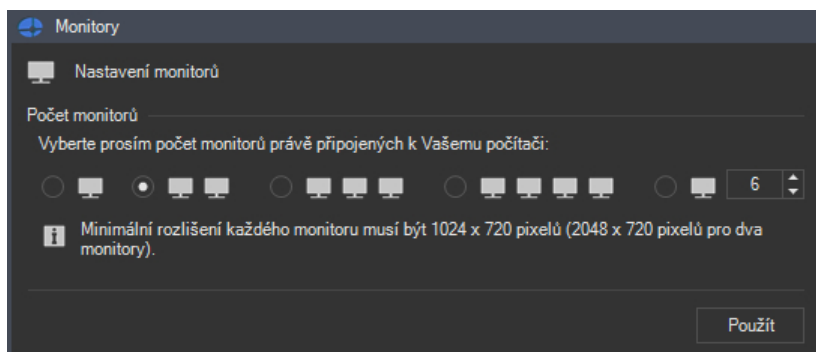 Monitory
Nastavení monitorů
Počet monitorů
Vyberte prosím počet monitorů právě připojených k Vašemu počítači:
6
Minimální rozlišení každého monitoru musí být 1024 x 720 pixelů (2048 x 720 pixelů pro dva
monitory).
Použít